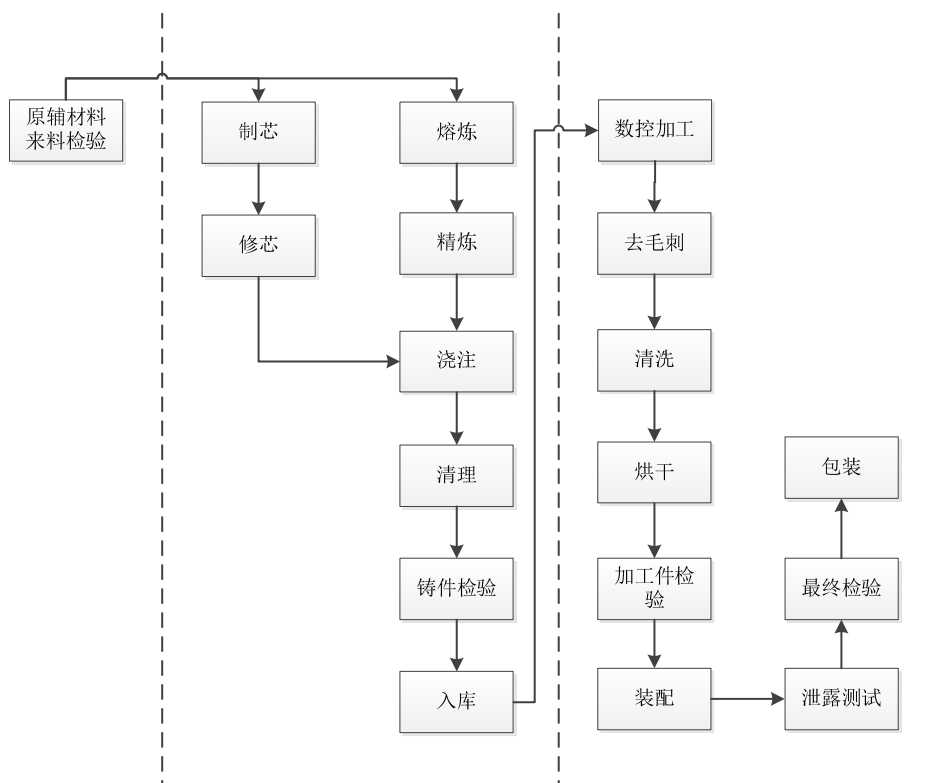 原辅材料
来料检验
制芯
修芯
熔炼
精炼
浇注
清理
铸件检验
入库
数控加工
去毛刺
清洗
烘干
加工件检
验
装配
泄露测试
最终检验
包装